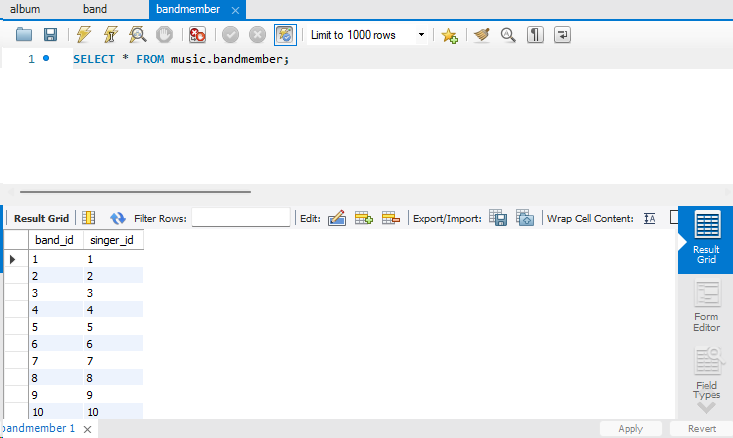 album band bandmember
Limit to 1000 rows
1 SELECT * FROM music.bandmember;
Result Grid Filter Rows: Edit: Export/Import: Wrap Cell Content: IA
band_id singer_id
1 1
2 2
3 3
4 4
5 5
6 6
7 7
8 8
9 9
10 10
Result
Grid
Form
Editor
Field
Types
bandmember 1
Apply Revert